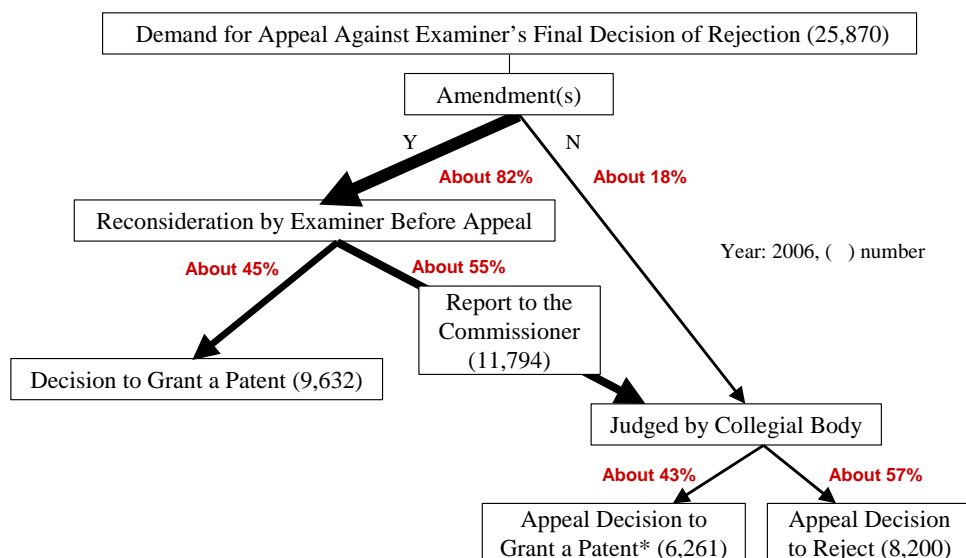 Demand for Appeal Against Examiner’s Final Decision of Rejection (25,870)
Amendment(s)
Y
N
About 82%
About 18%
Reconsideration by Examiner Before Appeal
Year: 2006, (   ) number
About 45%
About 55%
Report to the
Commissioner
(11,794)
Decision to Grant a Patent (9,632)
Judged by Collegial Body
About 43%
About 57%
Appeal Decision to
Grant a Patent* (6,261)
Appeal Decision
to Reject (8,200)